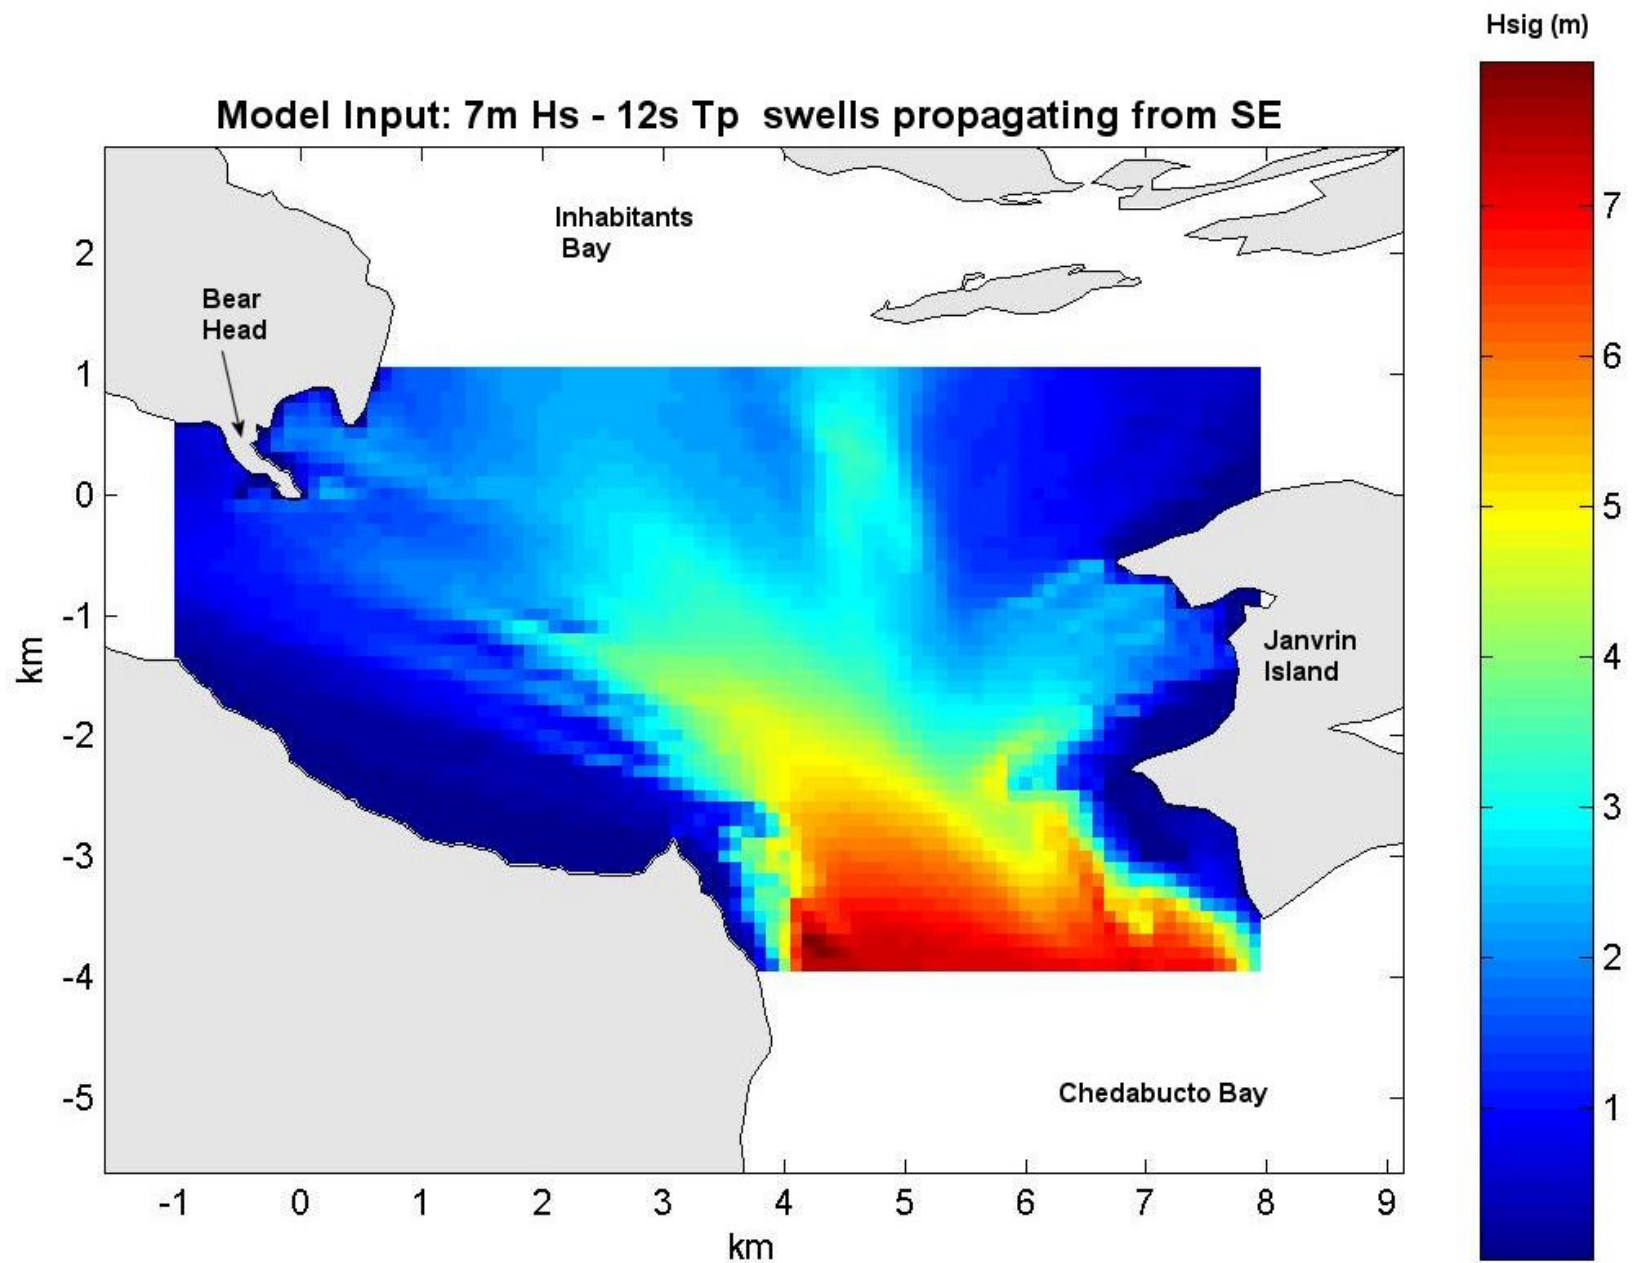 Hsig (m)
Model Input: 7m Hs - 12s Tp swells propagating from SE
Inhabitants
Bay
Bear
Head
Janvrin
Island
Chedabucto Bay
2
1
0
-1
-2
-3
-4
-5
km
-1 0 1 2 3 4 5 6 7 8 9
km
7
6
5
4
3
2
1